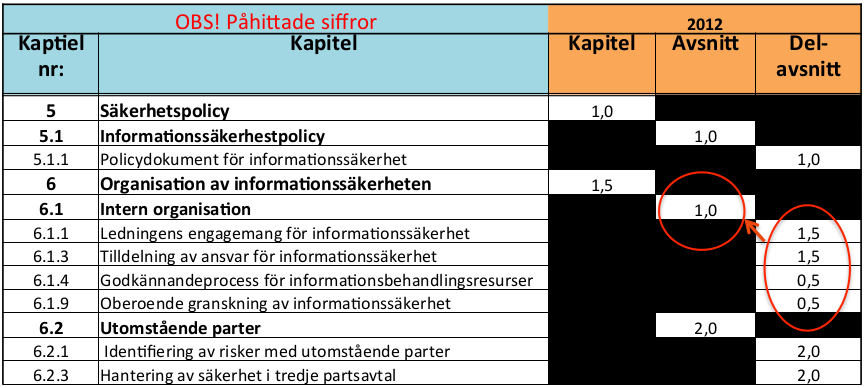 OBS! Påhittade siffror 2012
Kaptiel nr: Kapitel Kapitel Avsnitt Del-avsnitt
5 Säkerhetspolicy 1,0
5.1 Informationssäkerhestpolicy 1,0
5.1.1 Policydokument för informationssäkerhet 1,0
6 Organisation av informationssäkerheten 1,5
6.1 Intern organisation 1,0
6.1.1 Ledningens engagemang för informationssäkerhet 1,5
6.1.3 Tilldelning av ansvar för informationssäkerhet 1,5
6.1.4 Godkännandeprocess för informationsbehandlingsresurser 0,5
6.1.9 Oberoende granskning av informationssäkerhet 0,5
6.2 Utomstående parter 2,0
6.2.1 Identifiering av risker med utomstående parter 2,0
6.2.3 Hantering av säkerhet i tredje partsavtal 2,0